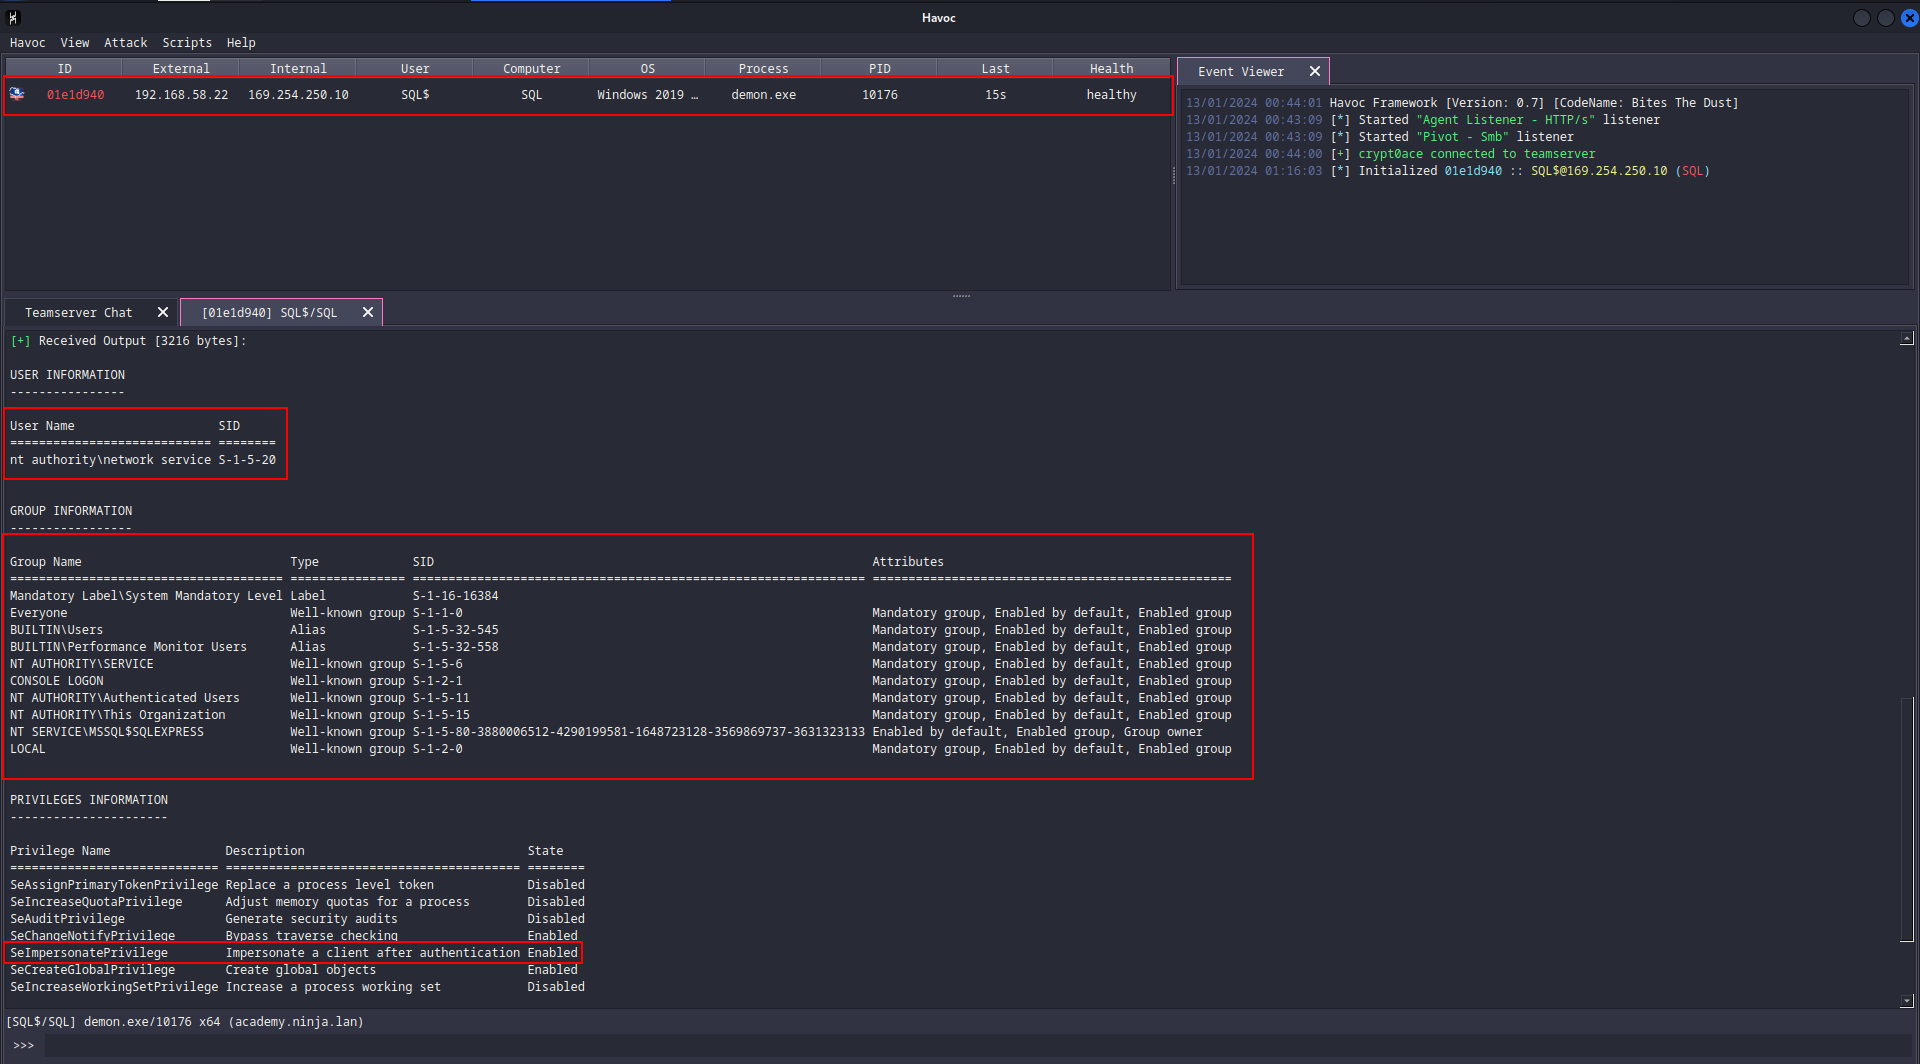 Havoc
Havoc View Attack Scripts Help
ID External Internal User Computer OS Process PID Last Health
01e1d940 192.168.58.22 169.254.250.10 SQL$ SQL Windows 2019 … demon.exe 10176 15s healthy
Event Viewer
13/01/2024 00:44:01 Havoc Framework [Version: 0.7] [CodeName: Bites The Dust]
13/01/2024 00:43:09 [*] Started "Agent Listener - HTTP/s" listener
13/01/2024 00:43:09 [*] Started "Pivot - Smb" listener
13/01/2024 00:44:00 [+] crypt0ace connected to teamserver
13/01/2024 01:16:03 [*] Initialized 01e1d940 :: SQL$@169.254.250.10 (SQL)
Teamserver Chat [01e1d940] SQL$/SQL
[+] Received Output [3216 bytes]:
USER INFORMATION
----------------
User Name SID
============================ ========
nt authority\network service S-1-5-20
GROUP INFORMATION
-----------------
Group Name Type SID Attributes
====================================== ================ =============================================================== ==================================================
Mandatory Label\System Mandatory Level Label S-1-16-16384
Everyone Well-known group S-1-1-0 Mandatory group, Enabled by default, Enabled group
BUILTIN\Users Alias S-1-5-32-545 Mandatory group, Enabled by default, Enabled group
BUILTIN\Performance Monitor Users Alias S-1-5-32-558 Mandatory group, Enabled by default, Enabled group
NT AUTHORITY\SERVICE Well-known group S-1-5-6 Mandatory group, Enabled by default, Enabled group
CONSOLE LOGON Well-known group S-1-2-1 Mandatory group, Enabled by default, Enabled group
NT AUTHORITY\Authenticated Users Well-known group S-1-5-11 Mandatory group, Enabled by default, Enabled group
NT AUTHORITY\This Organization Well-known group S-1-5-15 Mandatory group, Enabled by default, Enabled group
NT SERVICE\MSSQL$SQLEXPRESS Well-known group S-1-5-80-3880006512-4290199581-1648723128-3569869737-3631323133 Enabled by default, Enabled group, Group owner
LOCAL Well-known group S-1-2-0 Mandatory group, Enabled by default, Enabled group
PRIVILEGES INFORMATION
----------------------
Privilege Name Description State
============================= ========================================= ========
SeAssignPrimaryTokenPrivilege Replace a process level token Disabled
SeIncreaseQuotaPrivilege Adjust memory quotas for a process Disabled
SeAuditPrivilege Generate security audits Disabled
SeChangeNotifyPrivilege Bypass traverse checking Enabled
SeImpersonatePrivilege Impersonate a client after authentication Enabled
SeCreateGlobalPrivilege Create global objects Enabled
SeIncreaseWorkingSetPrivilege Increase a process working set Disabled
[SQL$/SQL] demon.exe/10176 x64 (academy.ninja.lan)
>>>